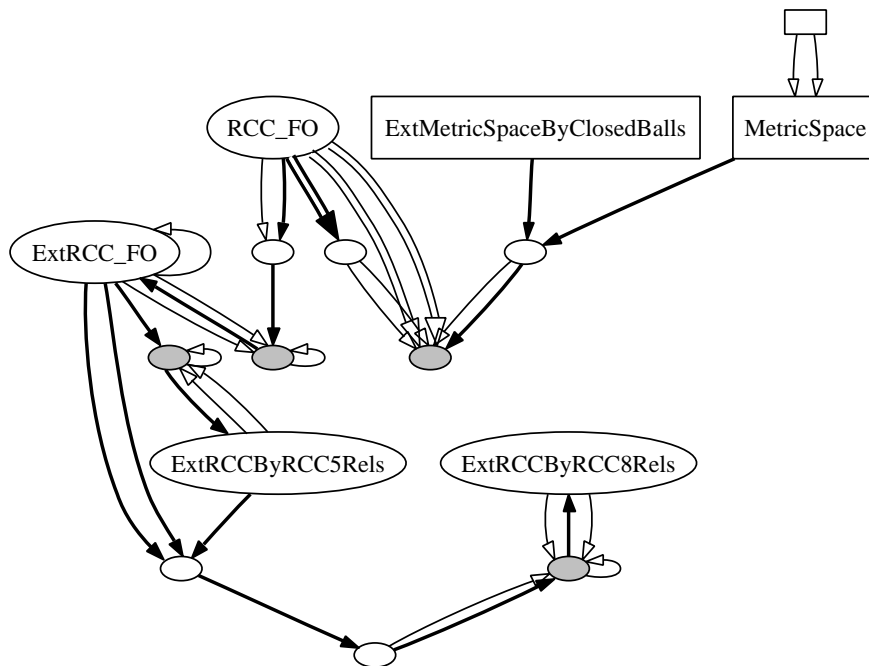 RCC_FO
ExtMetricSpaceByClosedBalls
MetricSpace
ExtRCC_FO
ExtRCCByRCC5Rels
ExtRCCByRCC8Rels